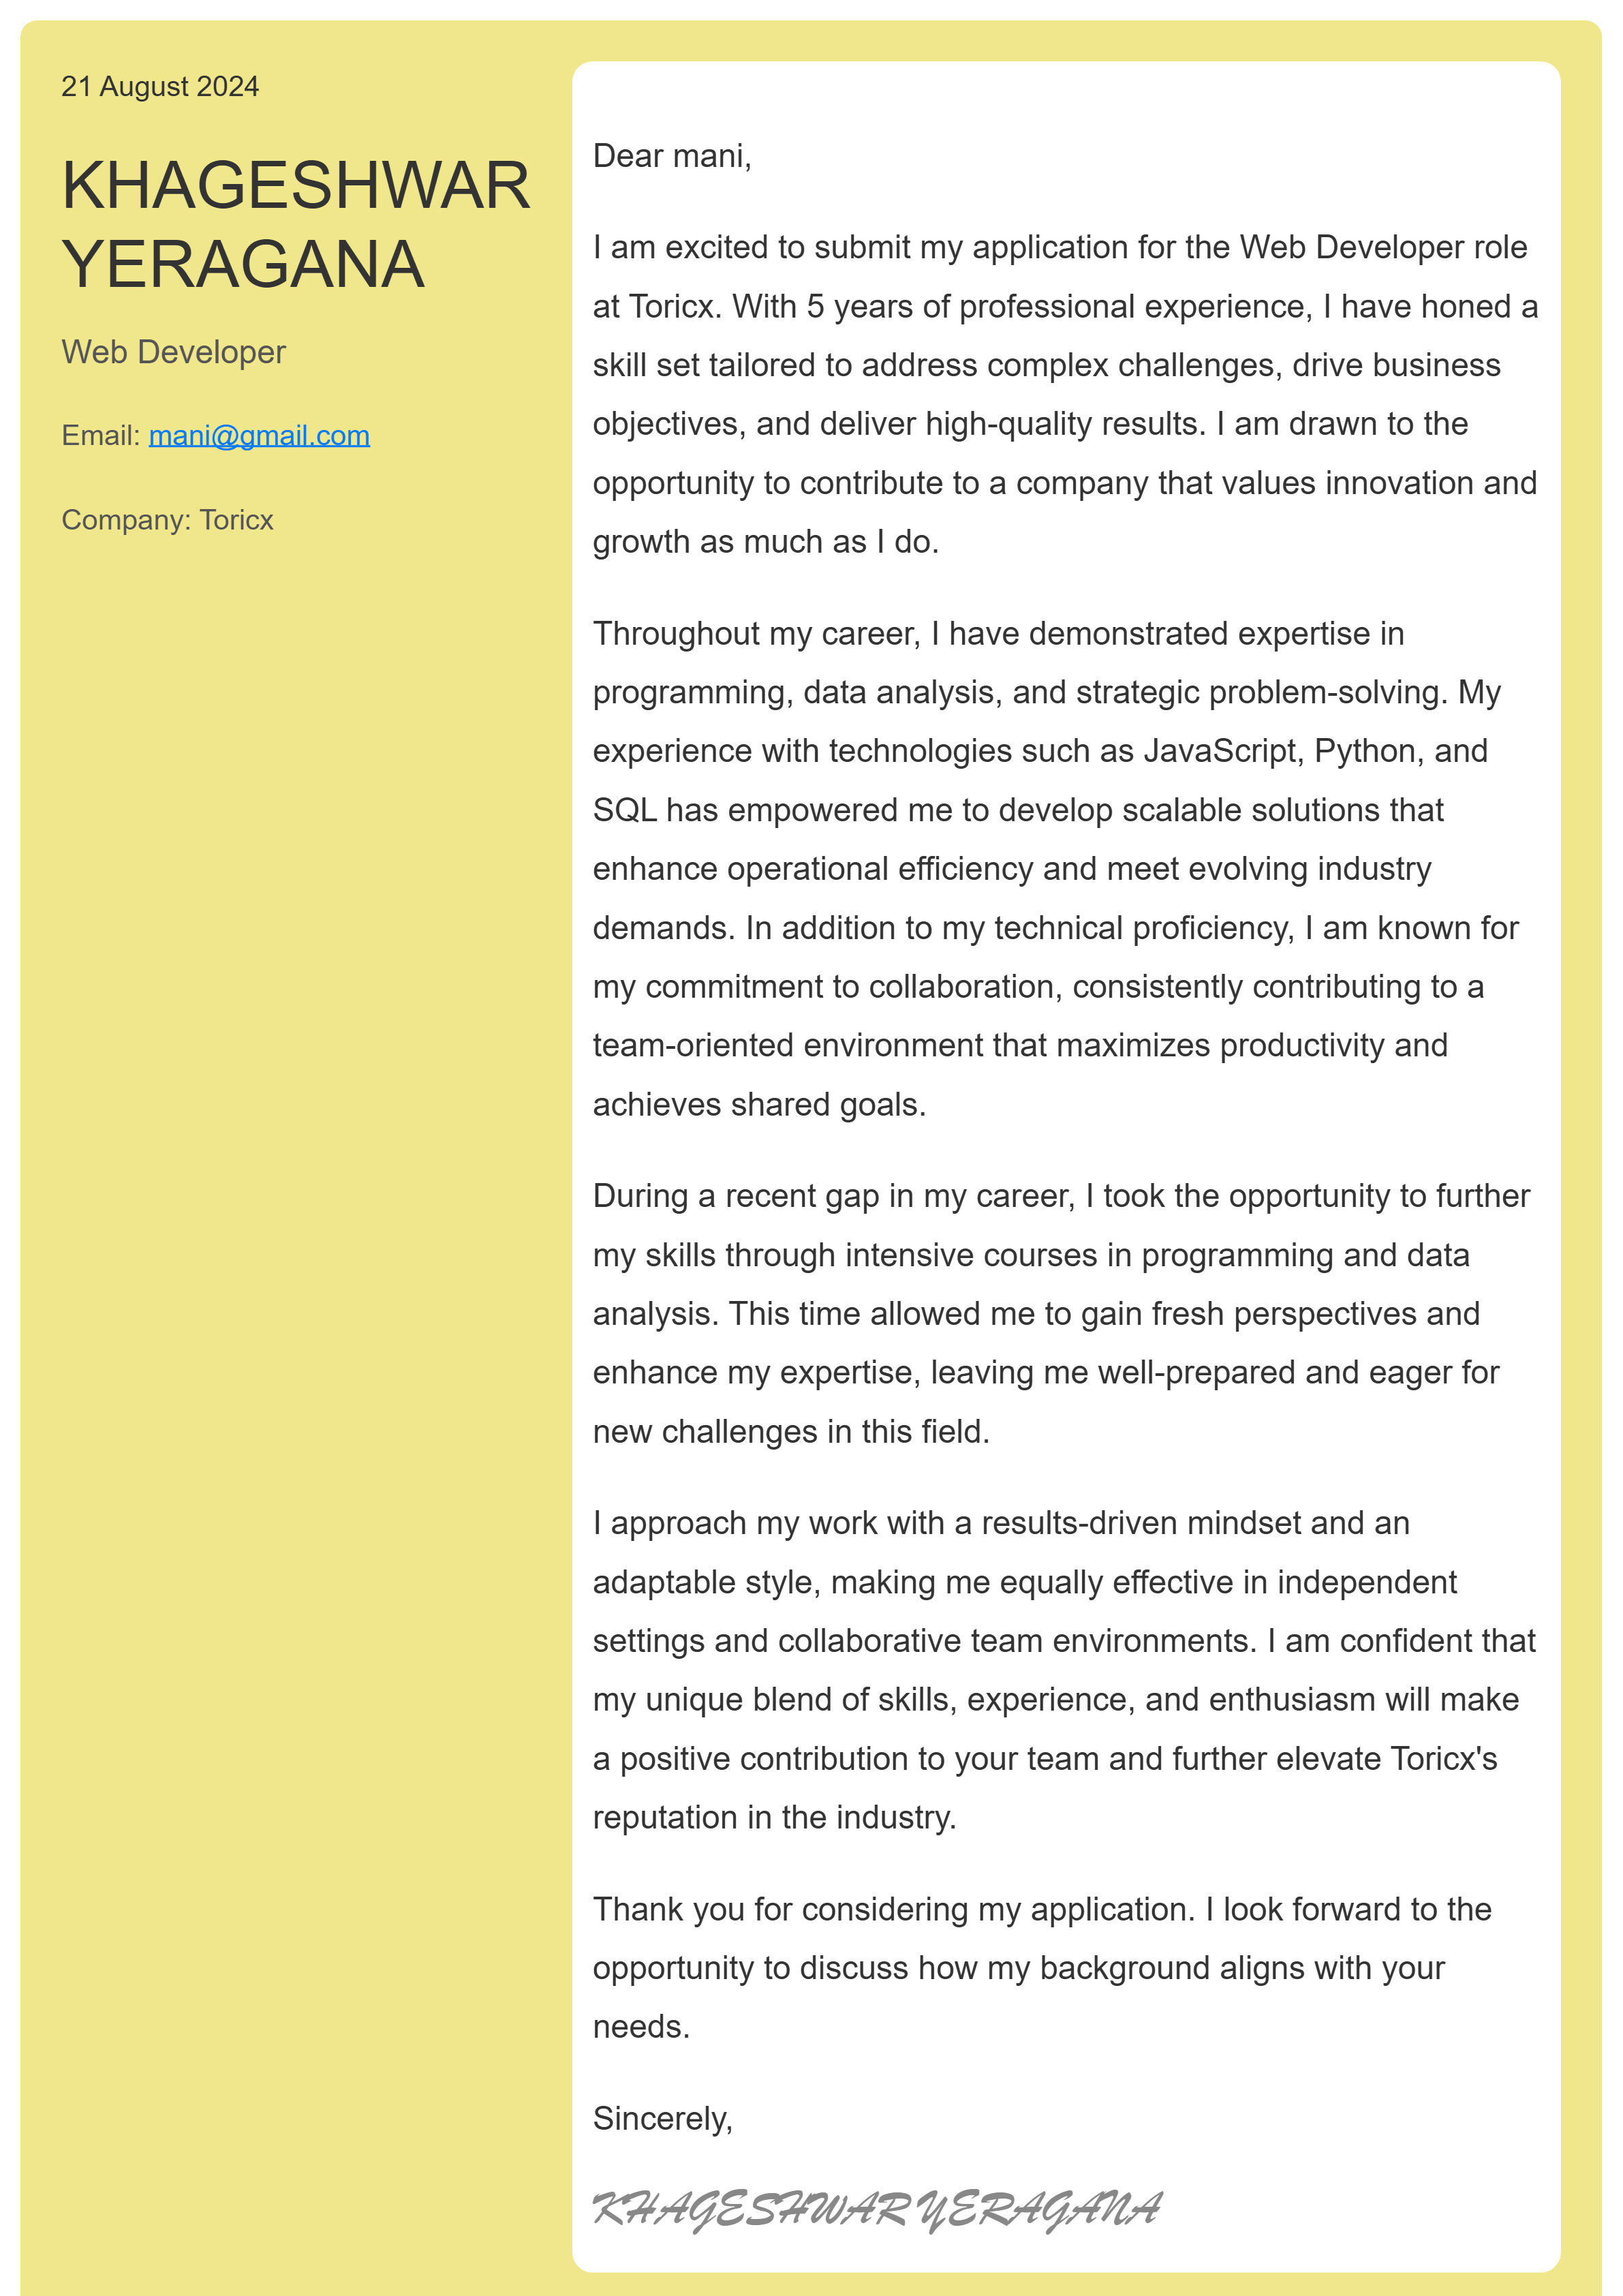 21 August 2024
KHAGESHWAR
YERAGANA
Web Developer
Email: mani@gmail.com
Company: Toricx
Dear mani,
I am excited to submit my application for the Web Developer role
at Toricx. With 5 years of professional experience, I have honed a
skill set tailored to address complex challenges, drive business
objectives, and deliver high-quality results. I am drawn to the
opportunity to contribute to a company that values innovation and
growth as much as I do.
Throughout my career, I have demonstrated expertise in
programming, data analysis, and strategic problem-solving. My
experience with technologies such as JavaScript, Python, and
SQL has empowered me to develop scalable solutions that
enhance operational efficiency and meet evolving industry
demands. In addition to my technical proficiency, I am known for
my commitment to collaboration, consistently contributing to a
team-oriented environment that maximizes productivity and
achieves shared goals.
During a recent gap in my career, I took the opportunity to further
my skills through intensive courses in programming and data
analysis. This time allowed me to gain fresh perspectives and
enhance my expertise, leaving me well-prepared and eager for
new challenges in this field.
I approach my work with a results-driven mindset and an
adaptable style, making me equally effective in independent
settings and collaborative team environments. I am confident that
my unique blend of skills, experience, and enthusiasm will make
a positive contribution to your team and further elevate Toricx's
reputation in the industry.
Thank you for considering my application. I look forward to the
opportunity to discuss how my background aligns with your
needs.
Sincerely,
KHAGESHWAR YERAGANA